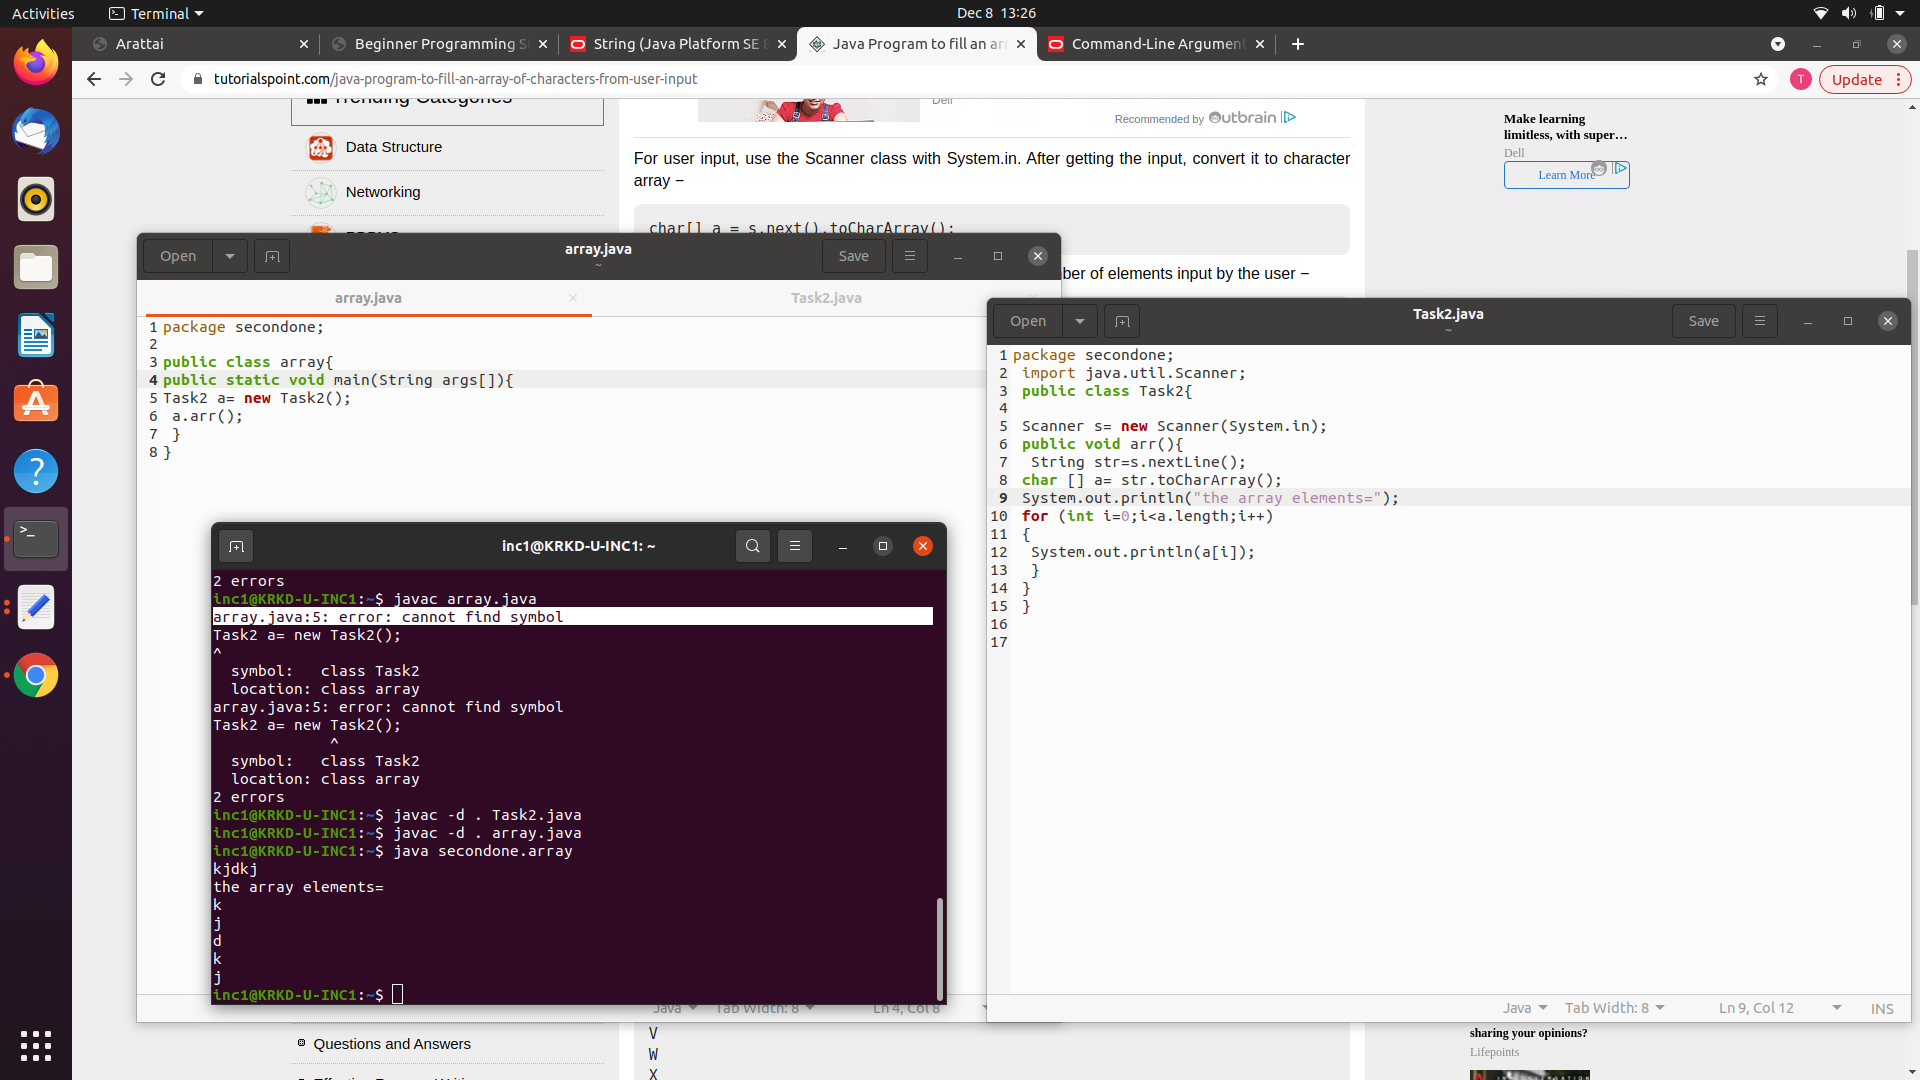 Activities
Terminal
Dec 8 13:26
Arattai
Beginner Programming S
String (Java Platform SE 8
Java Program to fill an arr
Command-Line Argument
tutorialspoint.com/java-program-to-fill-an-array-of-characters-from-user-input
T
Update
Trending Categories
Data Structure
Networking
Dell
Recommended by Outbrain
For user input, use the Scanner class with System.in. After getting the input, convert it to character
array −
char[] a = s.next().toCharArray();
ber of elements input by the user −
Make learning
limitless, with super…
Dell
Learn More
Open
array.java
~
Save
array.java
Task2.java
1 package secondone;
2
3 public class array{
4 public static void main(String args[]){
5 Task2 a= new Task2();
6  a.arr();
7  }
8 }
Java
Tab Width: 8
Ln 4, Col 8
Open
Task2.java
~
Save
1 package secondone;
2  import java.util.Scanner;
3  public class Task2{
4
5  Scanner s= new Scanner(System.in);
6  public void arr(){
7   String str=s.nextLine();
8  char [] a= str.toCharArray();
9  System.out.println("the array elements=");
10  for (int i=0;i<a.length;i++)
11  {
12   System.out.println(a[i]);
13   }
14  }
15  }
16
17
Java
Tab Width: 8
Ln 9, Col 12
INS
inc1@KRKD-U-INC1: ~
2 errors
inc1@KRKD-U-INC1:~$ javac array.java
array.java:5: error: cannot find symbol
Task2 a= new Task2();
^
  symbol:   class Task2
  location: class array
array.java:5: error: cannot find symbol
Task2 a= new Task2();
             ^
  symbol:   class Task2
  location: class array
2 errors
inc1@KRKD-U-INC1:~$ javac -d . Task2.java
inc1@KRKD-U-INC1:~$ javac -d . array.java
inc1@KRKD-U-INC1:~$ java secondone.array
kjdkj
the array elements=
k
j
d
k
j
inc1@KRKD-U-INC1:~$
Questions and Answers
V
W
X
sharing your opinions?
Lifepoints